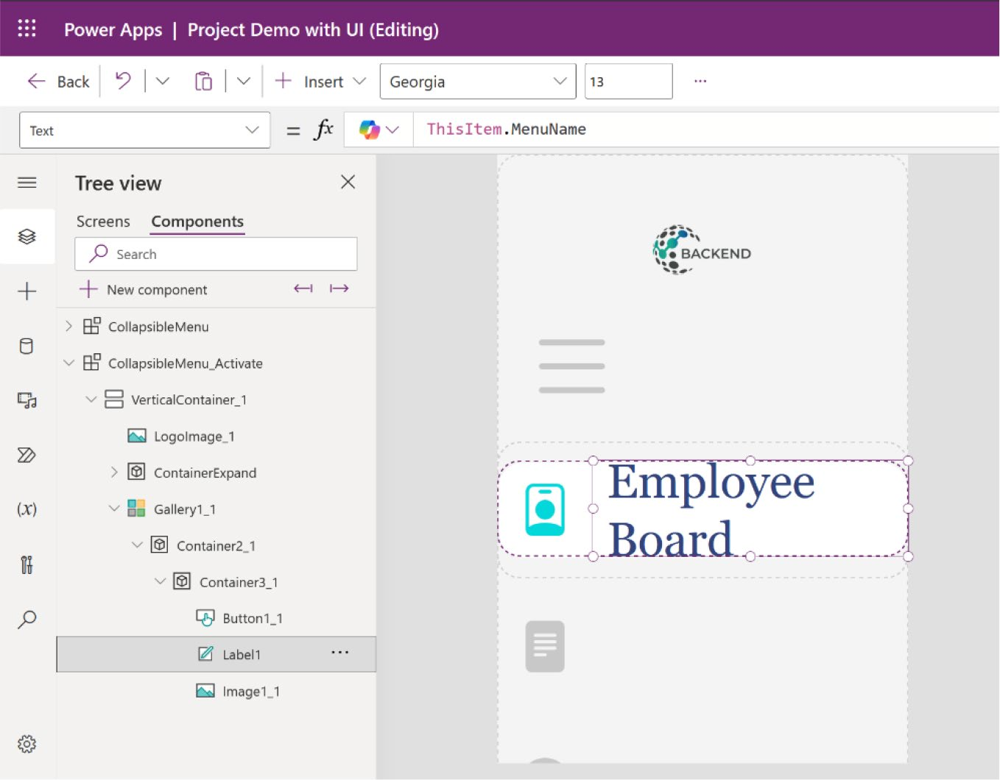 Power Apps | Project Demo with UI (Editing)
Back
Insert
Georgia
13
...
Text
= fx
ThisItem.MenuName
Tree view
Screens
Components
Search
New component
CollapsibleMenu
CollapsibleMenu_Activate
VerticalContainer_1
LogoImage_1
ContainerExpand
(x)
Gallery1_1
Container2_1
Container3_1
Button1_1
Label1
...
Image1_1
BACKEND
Employee
Board